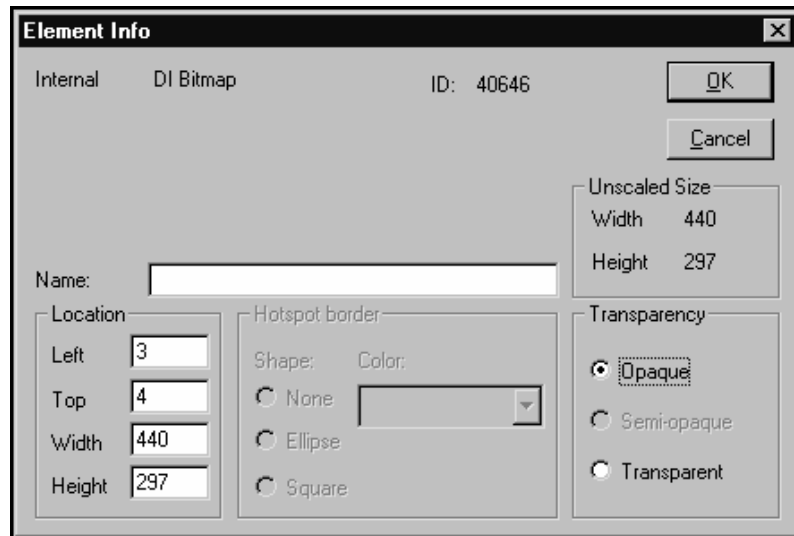 Element Info
Internal DI Bitmap ID: 40646
OK
Cancel
Unscaled Size
Width 440
Height 297
Name:
Location
Left 3
Top 4
Width 440
Height 297
Hotspot border
Shape: Color:
None
Ellipse
Square
Transparency
Opaque
Semi-opaque
Transparent